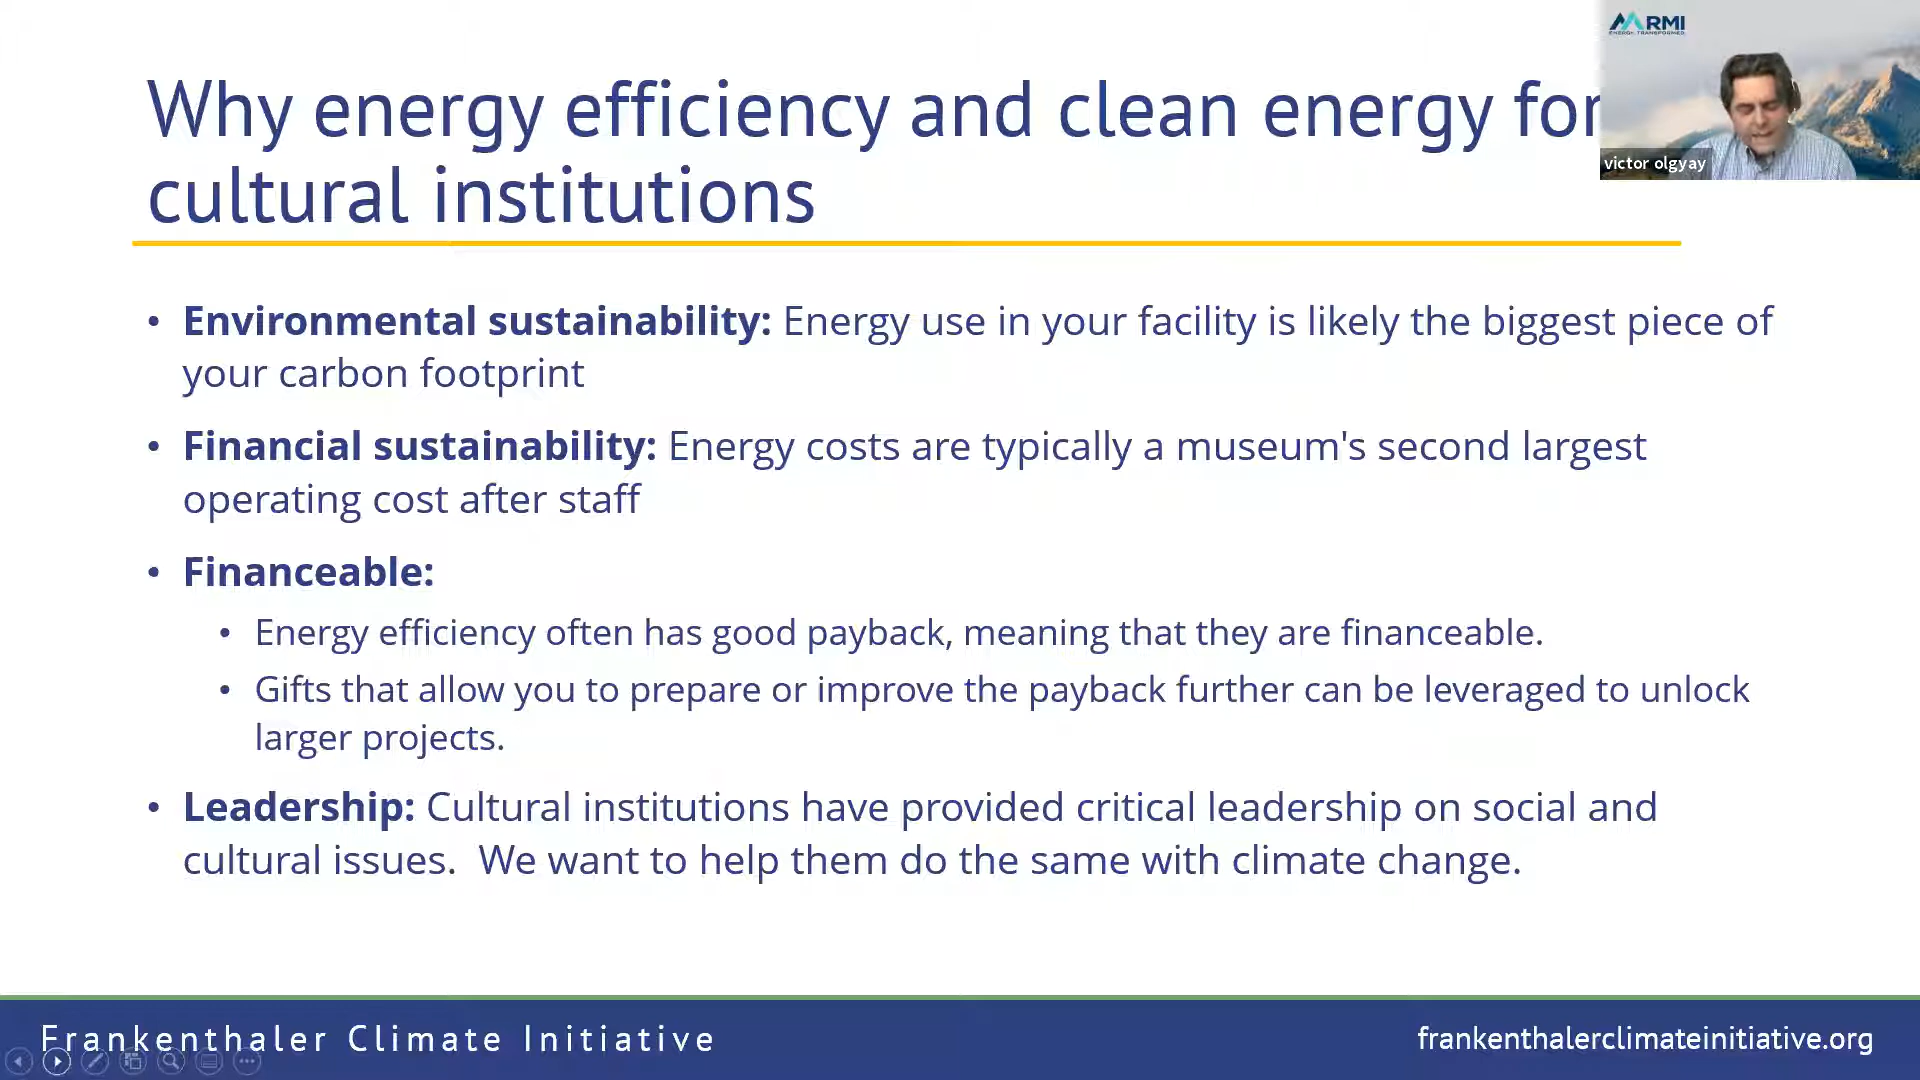 RMI
ENERGY. TRANSFORMED.
victor olgyay
Why energy efficiency and clean energy for
cultural institutions
• Environmental sustainability: Energy use in your facility is likely the biggest piece of
your carbon footprint
• Financial sustainability: Energy costs are typically a museum's second largest
operating cost after staff
• Financeable:
• Energy efficiency often has good payback, meaning that they are financeable.
• Gifts that allow you to prepare or improve the payback further can be leveraged to unlock
larger projects.
• Leadership: Cultural institutions have provided critical leadership on social and
cultural issues.  We want to help them do the same with climate change.
Frankenthaler Climate Initiative
frankenthalerclimateinitiative.org